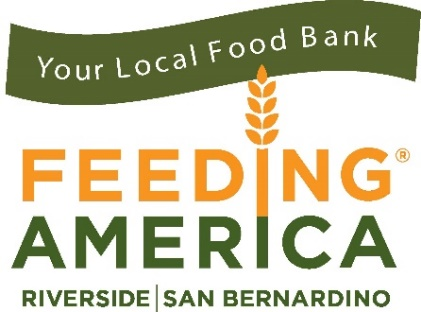 Your Local Food Bank
FEEDING®
AMERICA
RIVERSIDE | SAN BERNARDINO